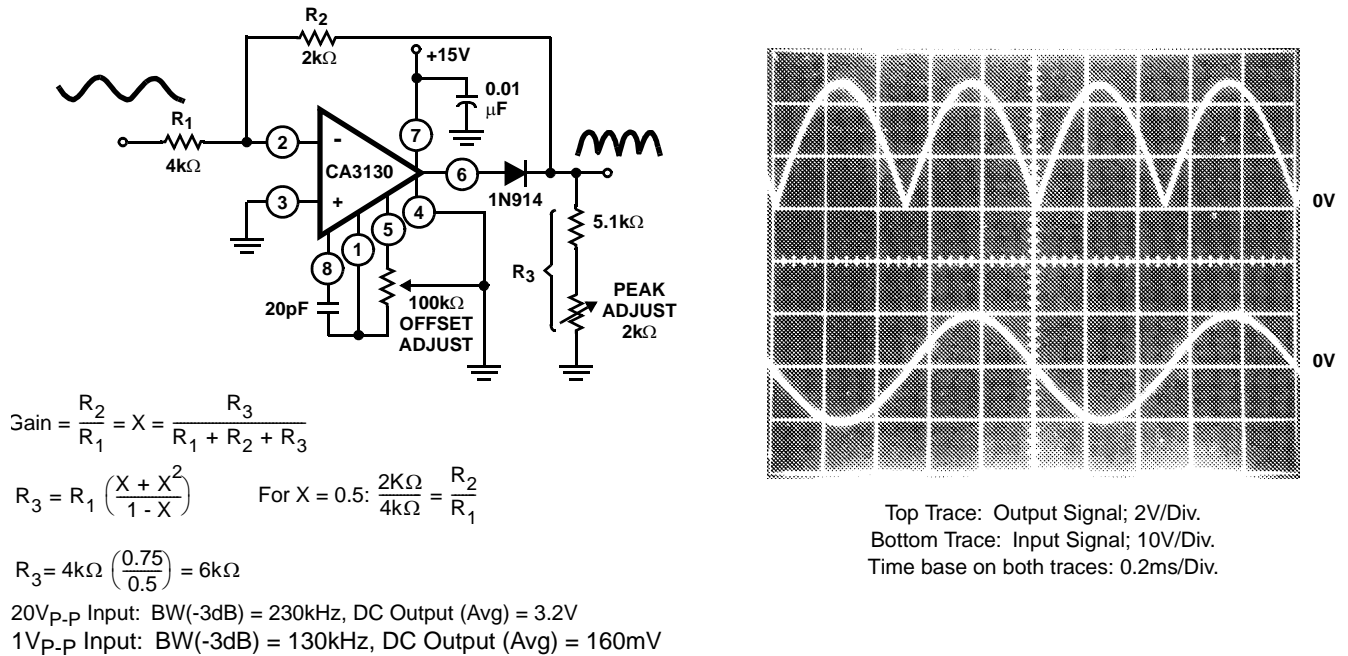 R2
2kΩ
+15V
0.01
µF
R1
4kΩ
2
-
7
CA3130
6
1N914
3
+
4
5
1
8
5.1kΩ
R3
20pF
100kΩ
OFFSET
ADJUST
PEAK
ADJUST
2kΩ
0V
0V
Gain = R2/R1 = X = R3/(R1 + R2 + R3)
R3 = R1 ((X + X²)/(1 - X)) For X = 0.5: 2KΩ/4kΩ = R2/R1
R3= 4kΩ (0.75/0.5) = 6kΩ
20VP-P Input: BW(-3dB) = 230kHz, DC Output (Avg) = 3.2V
1VP-P Input: BW(-3dB) = 130kHz, DC Output (Avg) = 160mV
Top Trace: Output Signal; 2V/Div.
Bottom Trace: Input Signal; 10V/Div.
Time base on both traces: 0.2ms/Div.